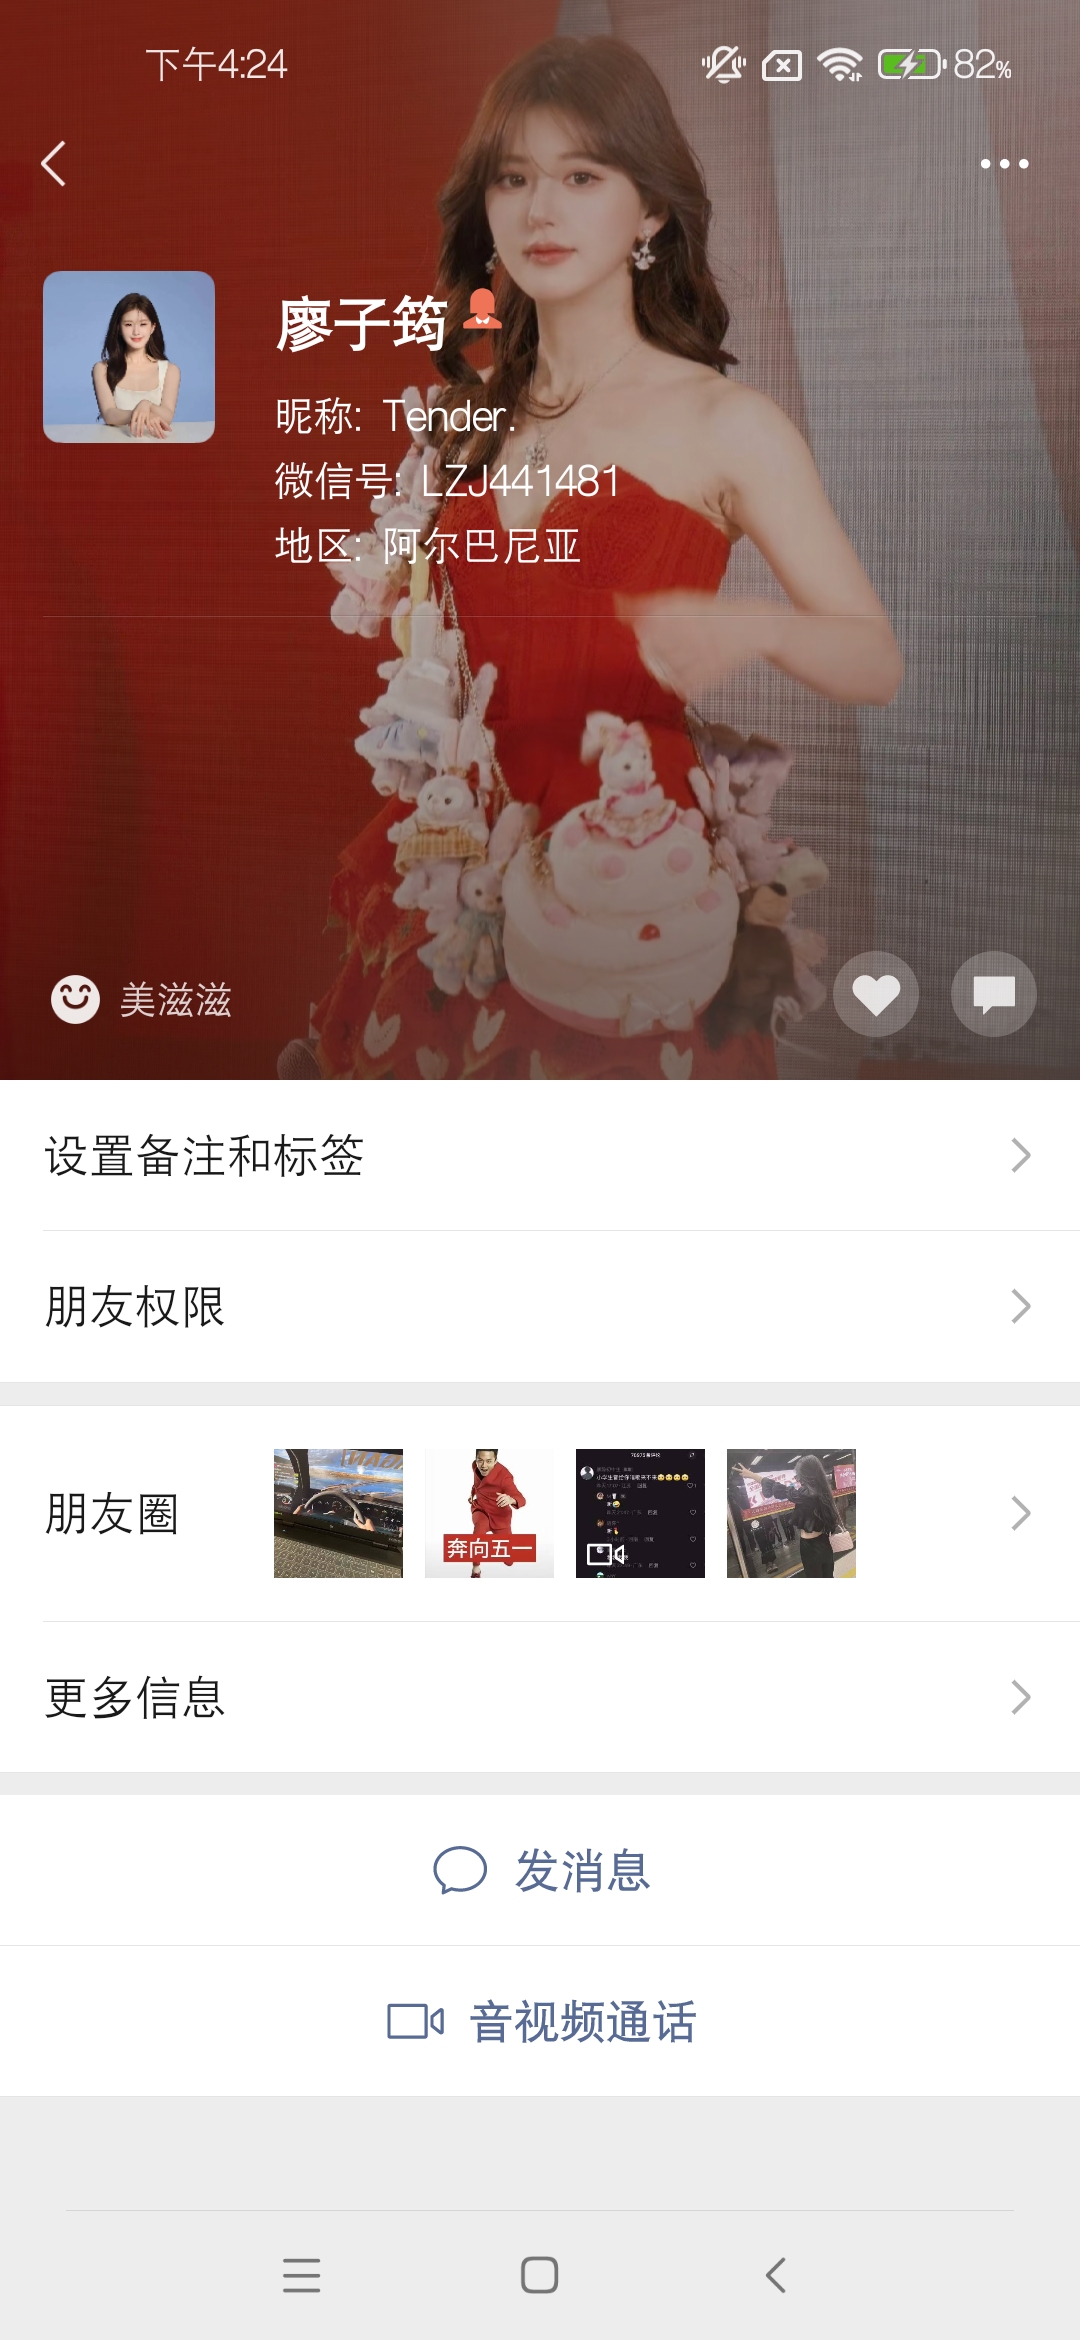 下午4:24
82%
廖子筠
昵称: Tender.
微信号: LZJ441481
地区: 阿尔巴尼亚
美滋滋
设置备注和标签
朋友权限
朋友圈
奔向五一
更多信息
发消息
音视频通话